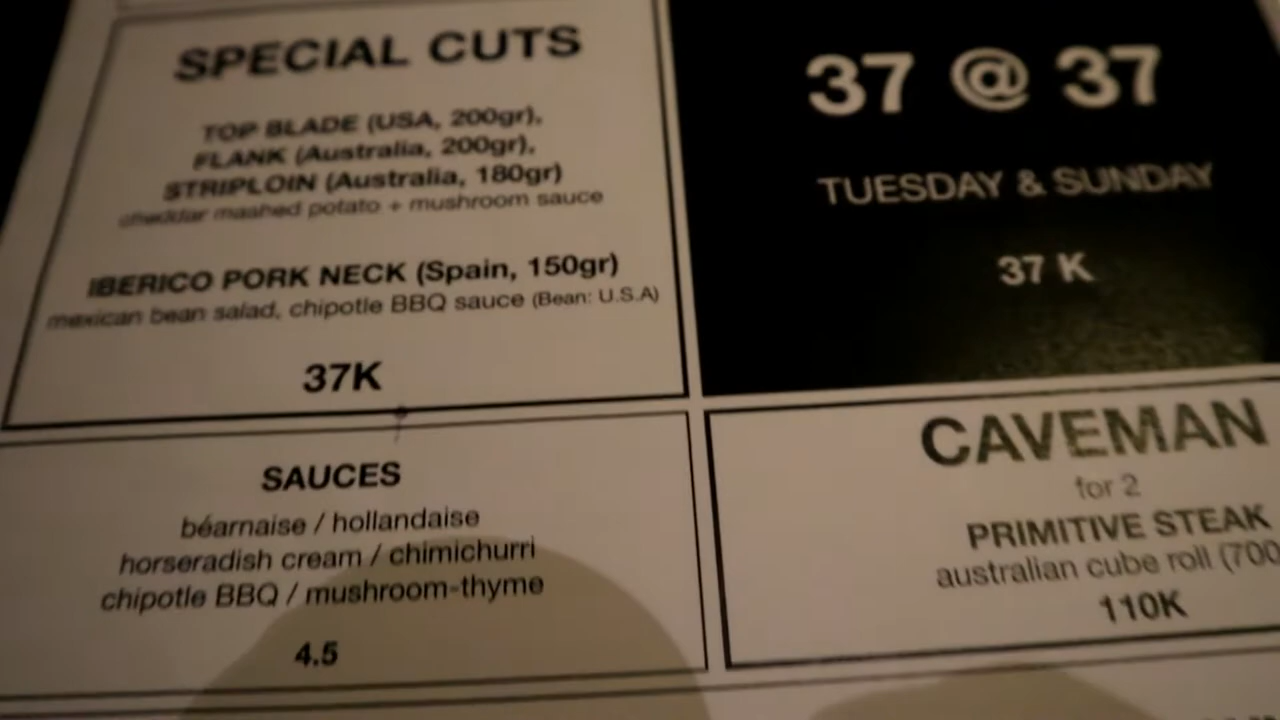 SPECIAL CUTS
TOP BLADE (USA, 200gr),
FLANK (Australia, 200gr),
STRIPLOIN (Australia, 180gr)
cheddar mashed potato + mushroom sauce
IBERICO PORK NECK (Spain, 150gr)
mexican bean salad, chipotle BBQ sauce (Bean: U.S.A)
37K
SAUCES
béarnaise / hollandaise
horseradish cream / chimichurri
chipotle BBQ / mushroom-thyme
4.5
37 @ 37
TUESDAY & SUNDAY
37 K
CAVEMAN
for 2
PRIMITIVE STEAK
australian cube roll (700
110K